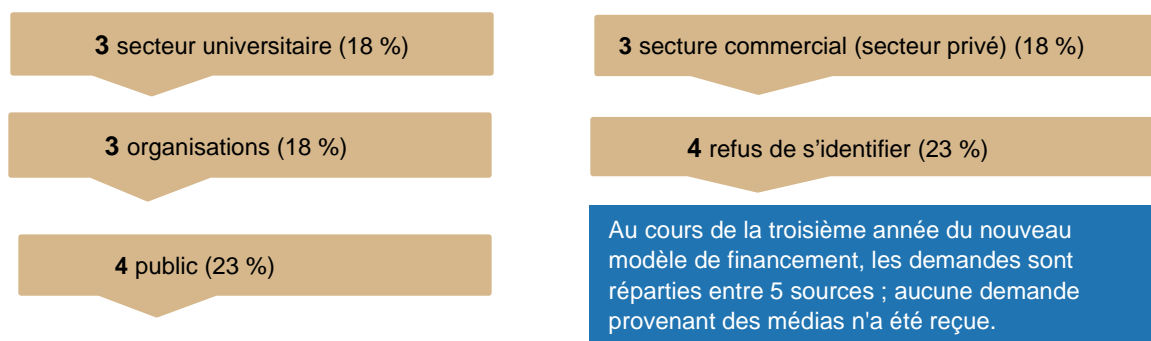 3 secteur universitaire (18 %)
3 organisations (18 %)
4 public (23 %)
3 secture commercial (secteur privé) (18 %)
4 refus de s’identifier (23 %)
Au cours de la troisième année du nouveau
modèle de financement, les demandes sont
réparties entre 5 sources ; aucune demande
provenant des médias n'a été reçue.